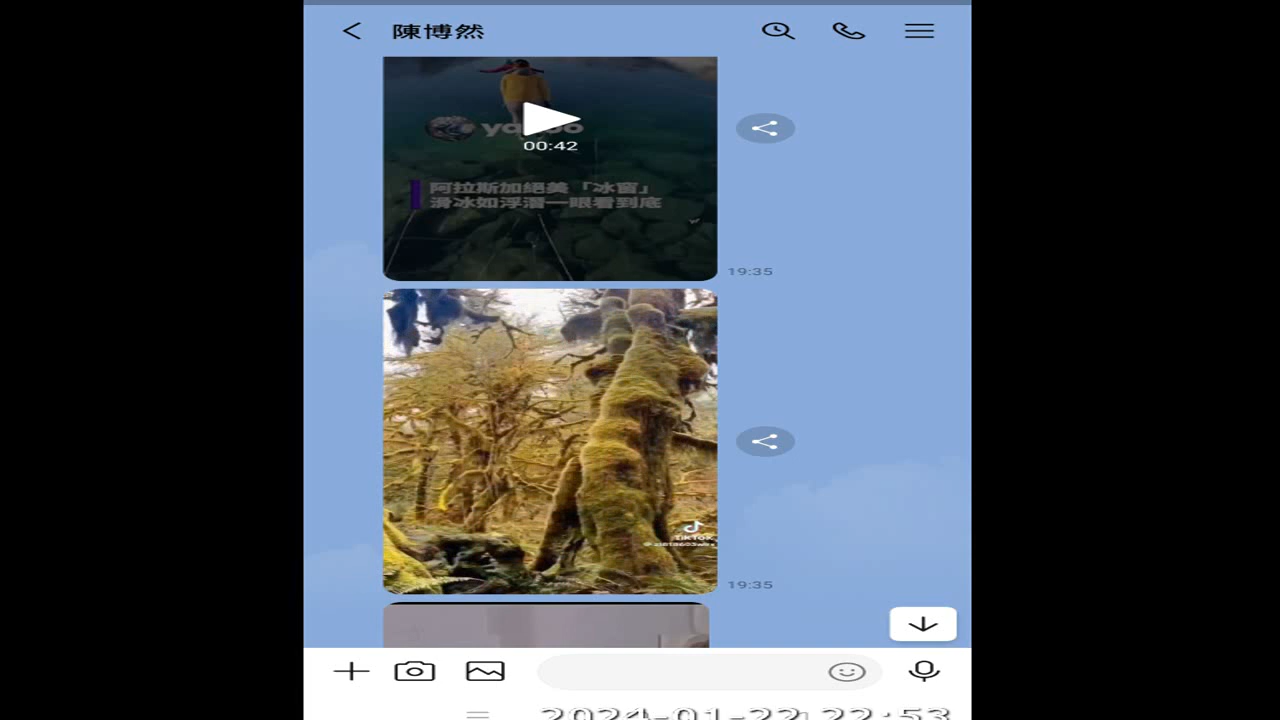 陳博然
00:42
阿拉斯加絕美「冰窗」
滑冰如浮潛一眼看到底
19:35
TikTok
19:35
2024-01-22 22:53